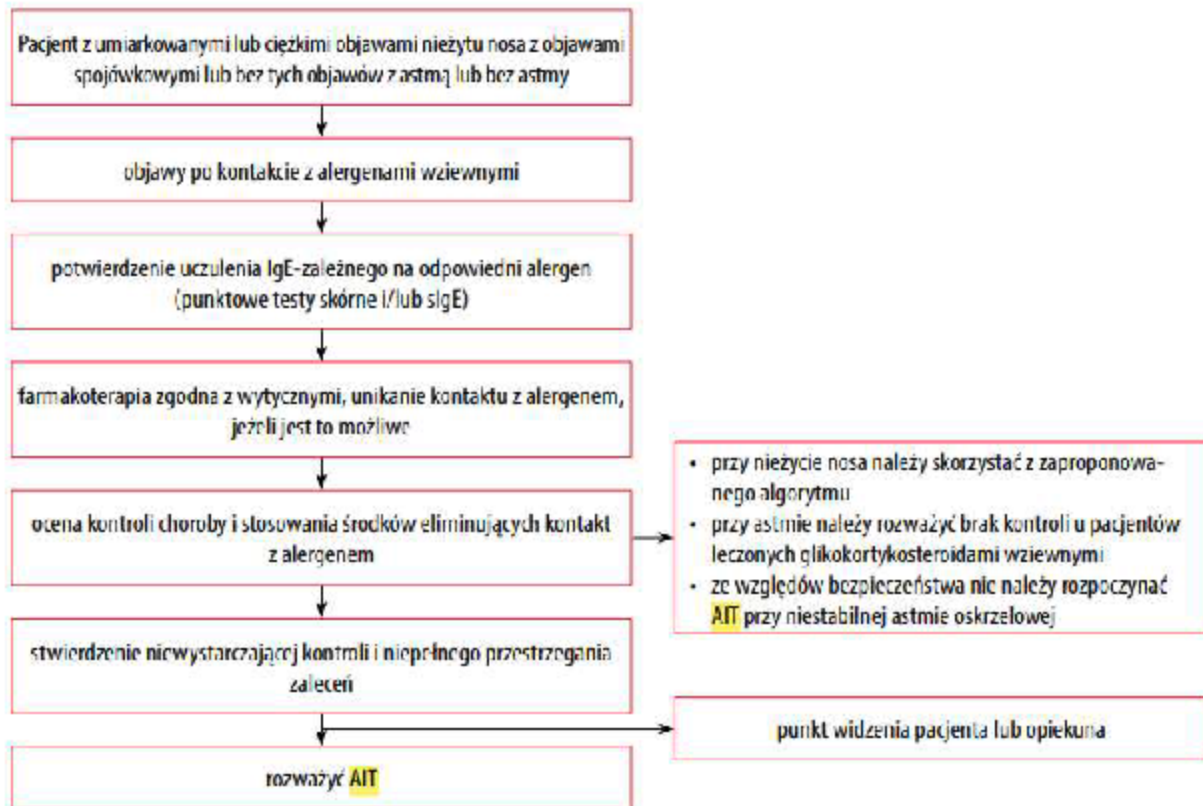 Pacjent z umiarkowanymi lub ciężkimi objawami nieżytu nosa z objawami
spojówkowymi lub bez tych objawów z astmą lub bez astmy
objawy po kontakcie z alergenami wziewnymi
potwierdzenie uczulenia IgE-zależnego na odpowiedni alergen
(punktowe testy skórne i/lub sIgE)
farmakoterapia zgodna z wytycznymi, unikanie kontaktu z alergenem,
jeżeli jest to możliwe
ocena kontroli choroby i stosowania środków eliminujących kontakt
z alergenem
• przy nieżycie nosa należy skorzystać z zaproponowa-
nego algorytmu
• przy astmie należy rozważyć brak kontroli u pacjentów
leczonych glikokortykosteroidami wziewnymi
• ze względów bezpieczeństwa nie należy rozpoczynać
AIT przy niestabilnej astmie oskrzelowej
stwierdzenie niewystarczającej kontroli i niepełnego przestrzegania
zaleceń
punkt widzenia pacjenta lub opiekuna
rozważyć AIT